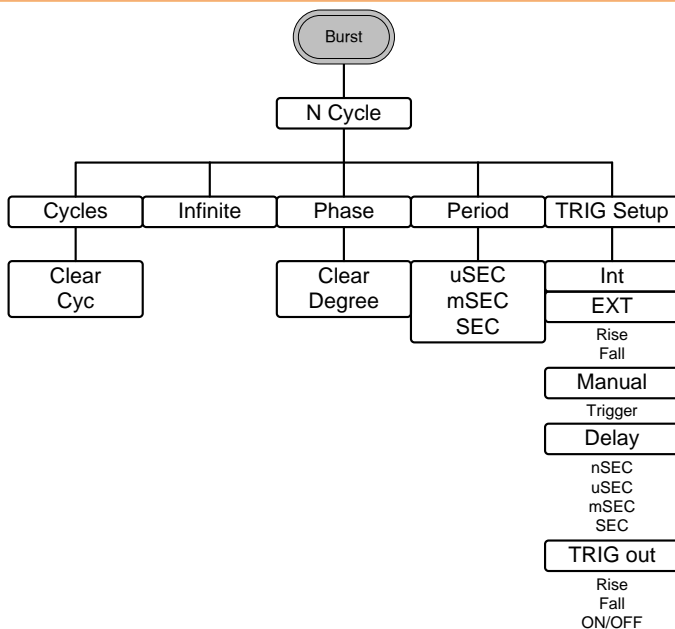 Burst
N Cycle
Cycles
Infinite
Phase
Period
TRIG Setup
Clear
Cyc
Clear
Degree
uSEC
mSEC
SEC
Int
EXT
Rise
Fall
Manual
Trigger
Delay
nSEC
uSEC
mSEC
SEC
TRIG out
Rise
Fall
ON/OFF